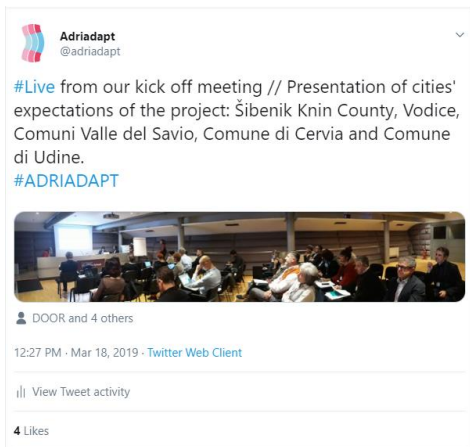 Adriadapt
@adriadapt
#Live from our kick off meeting // Presentation of cities'
expectations of the project: Šibenik Knin County, Vodice,
Comuni Valle del Savio, Comune di Cervia and Comune
di Udine.
#ADRIADAPT
DOOR and 4 others
12:27 PM · Mar 18, 2019 · Twitter Web Client
View Tweet activity
4 Likes